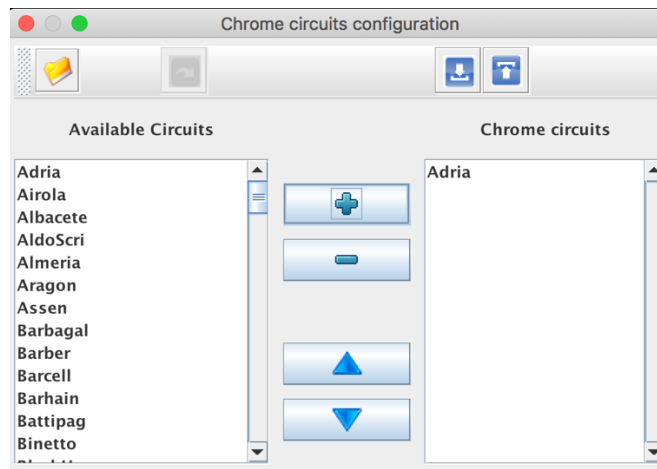 Chrome circuits configuration
Available Circuits
Chrome circuits
Adria
Airola
Albacete
AldoScri
Almeria
Aragon
Assen
Barbagal
Barber
Barcell
Barhain
Battipag
Binetto
Adria